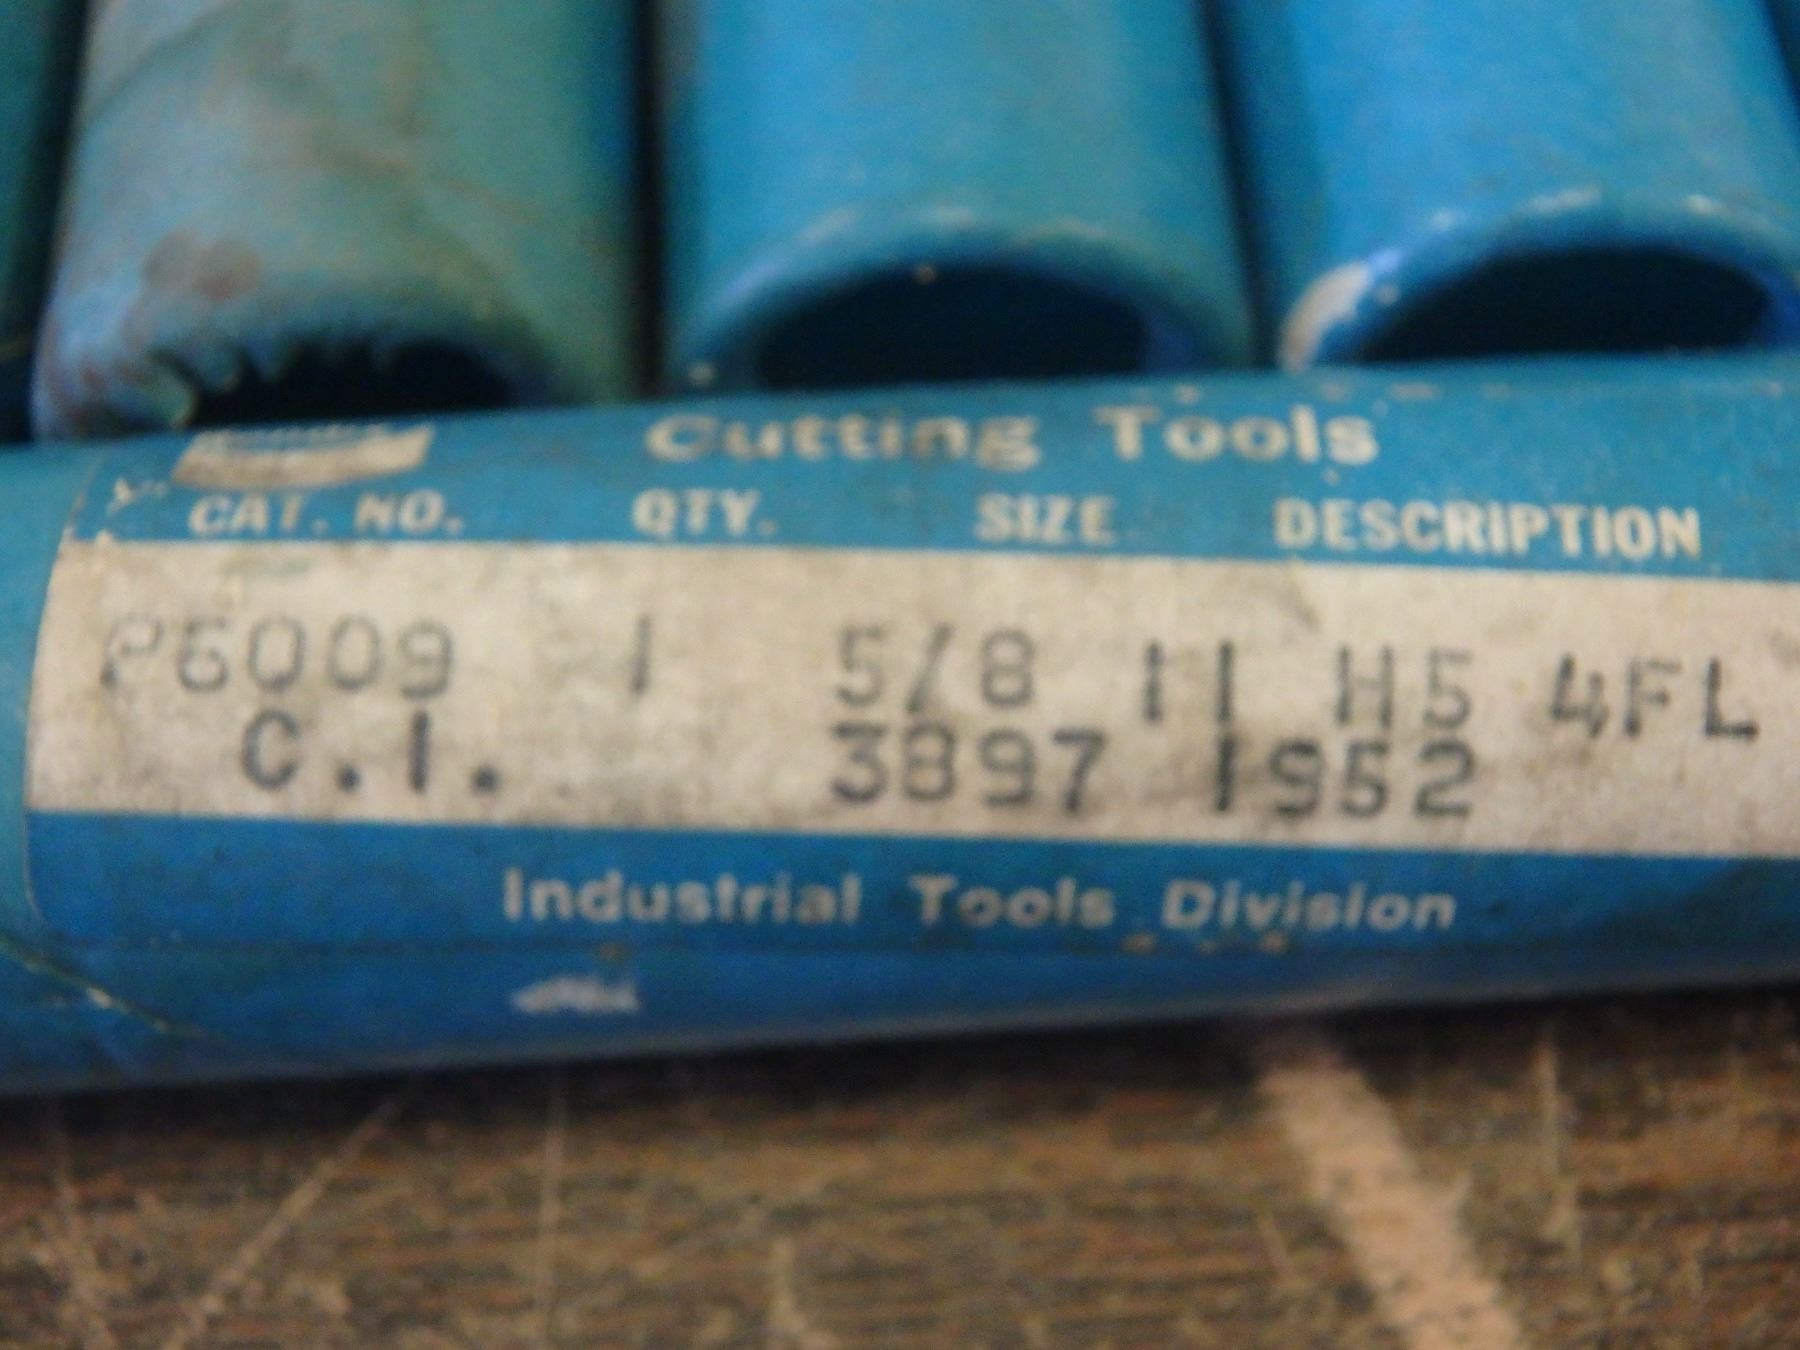 Cutting Tools
CAT. NO. QTY. SIZE DESCRIPTION
P6009 1 5/8 11 H5 4FL
C.I. 3897 1952
Industrial Tools Division